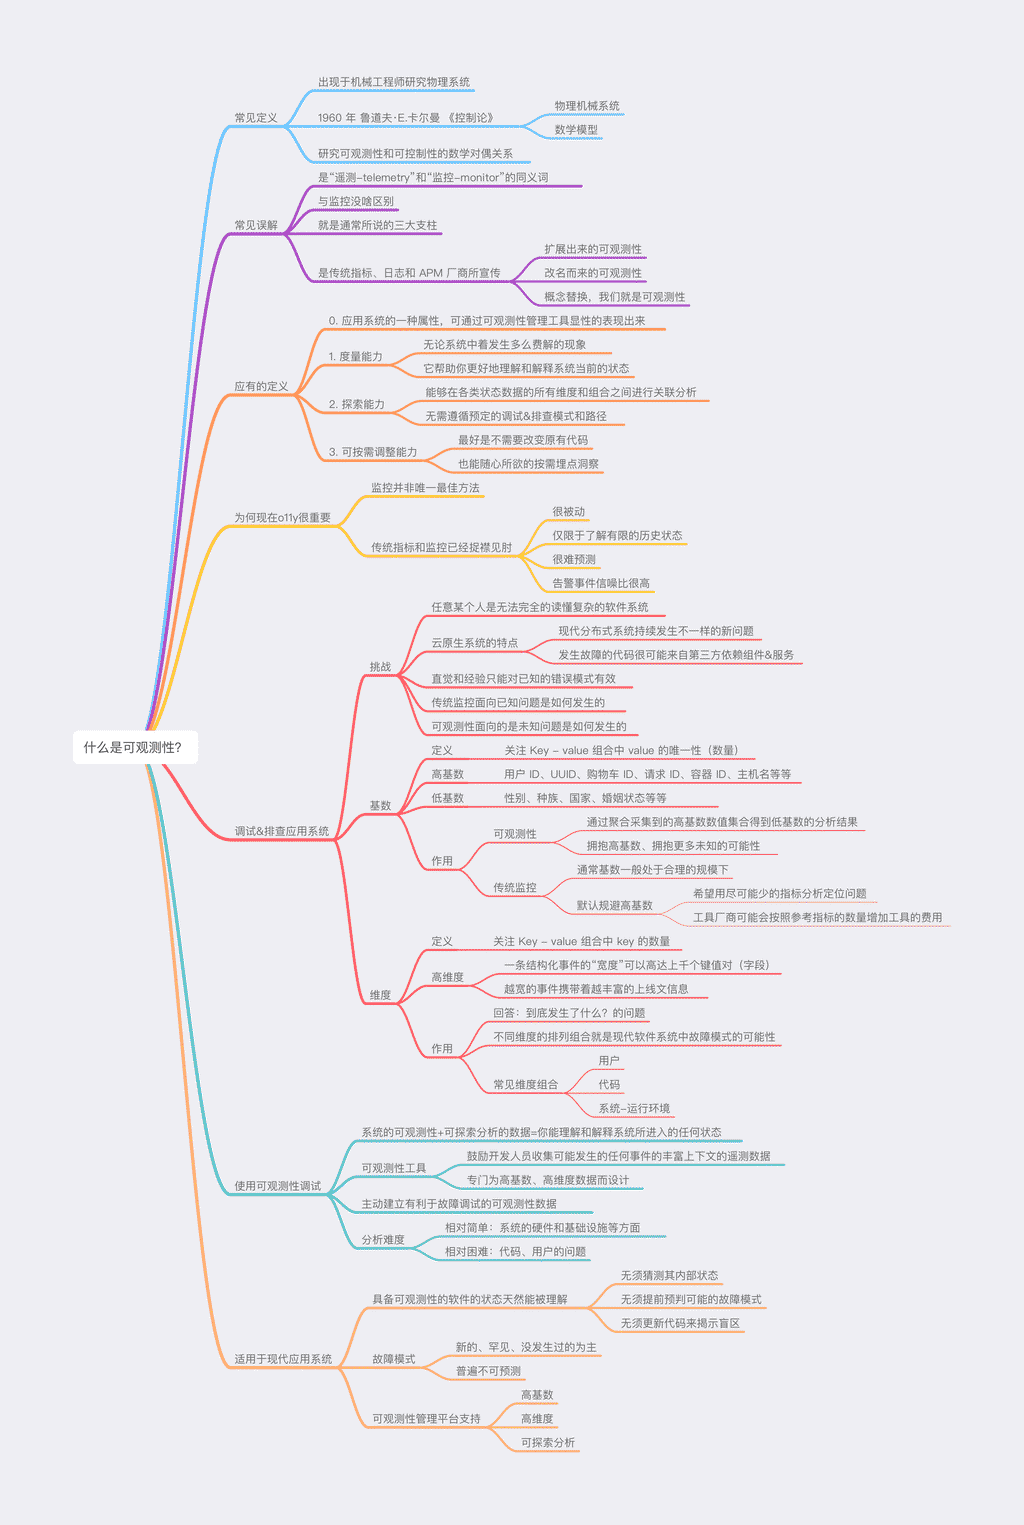 什么是可观测性?
常见定义
出现于机械工程师研究物理系统
1960 年 鲁道夫·E.卡尔曼 《控制论》
物理机械系统
数学模型
研究可观测性和可控制性的数学对偶关系
常见误解
是“遥测-telemetry”和“监控-monitor”的同义词
与监控没啥区别
就是通常所说的三大支柱
是传统指标、日志和 APM 厂商所宣传
扩展出来的可观测性
改名而来的可观测性
概念替换，我们就是可观测性
应有的定义
0. 应用系统的一种属性，可通过可观测性管理工具显性的表现出来
1. 度量能力
无论系统中着发生多么费解的现象
它帮助你更好地理解和解释系统当前的状态
2. 探索能力
能够在各类状态数据的所有维度和组合之间进行关联分析
无需遵循预定的调试&排查模式和路径
3. 可按需调整能力
最好是不需要改变原有代码
也能随心所欲的按需埋点洞察
为何现在o11y很重要
监控并非唯一最佳方法
传统指标和监控已经捉襟见肘
很被动
仅限于了解有限的历史状态
很难预测
告警事件信噪比很高
调试&排查应用系统
挑战
任意某个人是无法完全的读懂复杂的软件系统
云原生系统的特点
现代分布式系统持续发生不一样的新问题
发生故障的代码很可能来自第三方依赖组件&服务
直觉和经验只能对已知的错误模式有效
传统监控面向已知问题是如何发生的
可观测性面向的是未知问题是如何发生的
基数
定义
关注 Key - value 组合中 value 的唯一性（数量）
高基数
用户 ID、UUID、购物车 ID、请求 ID、容器 ID、主机名等等
低基数
性别、种族、国家、婚姻状态等等
作用
可观测性
通过聚合采集到的高基数数值集合得到低基数的分析结果
拥抱高基数、拥抱更多未知的可能性
传统监控
通常基数一般处于合理的规模下
默认规避高基数
希望用尽可能少的指标分析定位问题
工具厂商可能会按照参考指标的数量增加工具的费用
维度
定义
关注 Key - value 组合中 key 的数量
高维度
一条结构化事件的“宽度”可以高达上千个键值对（字段）
越宽的事件携带着越丰富的上线文信息
作用
回答：到底发生了什么？的问题
不同维度的排列组合就是现代软件系统中故障模式的可能性
常见维度组合
用户
代码
系统-运行环境
使用可观测性调试
系统的可观测性+可探索分析的数据=你能理解和解释系统所进入的任何状态
可观测性工具
鼓励开发人员收集可能发生的任何事件的丰富上下文的遥测数据
专门为高基数、高维度数据而设计
主动建立有利于故障调试的可观测性数据
分析难度
相对简单：系统的硬件和基础设施等方面
相对困难：代码、用户的问题
适用于现代应用系统
具备可观测性的软件的状态天然能被理解
无须猜测其内部状态
无须提前预判可能的故障模式
无须更新代码来揭示盲区
故障模式
新的、罕见、没发生过的为主
普遍不可预测
可观测性管理平台支持
高基数
高维度
可探索分析